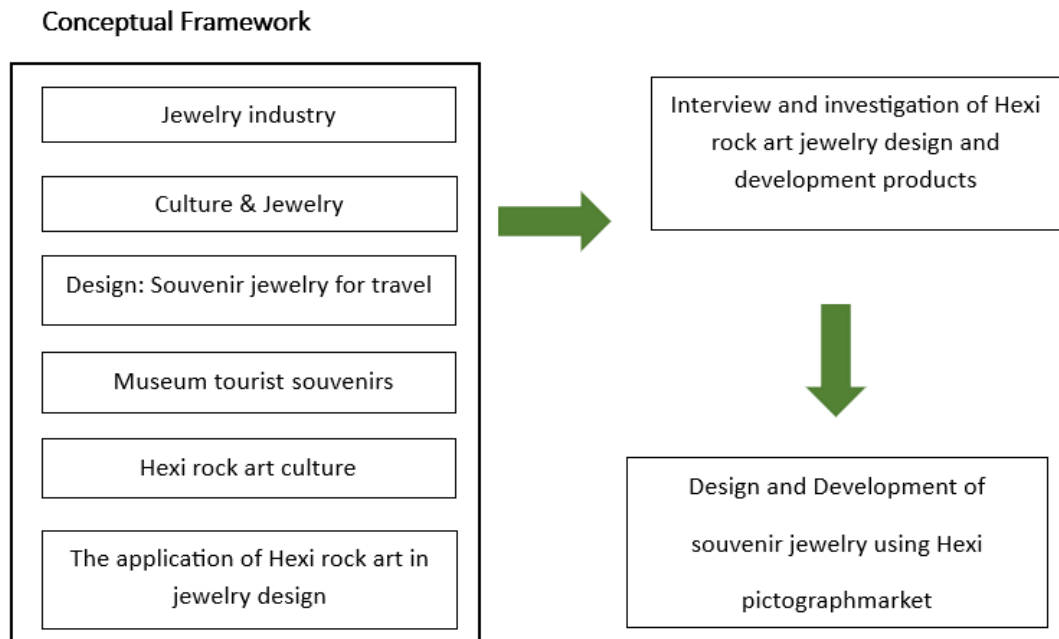 Conceptual Framework
Jewelry industry
Culture & Jewelry
Design: Souvenir jewelry for travel
Museum tourist souvenirs
Hexi rock art culture
The application of Hexi rock art in
jewelry design
Interview and investigation of Hexi
rock art jewelry design and
development products
Design and Development of
souvenir jewelry using Hexi
pictographmarket